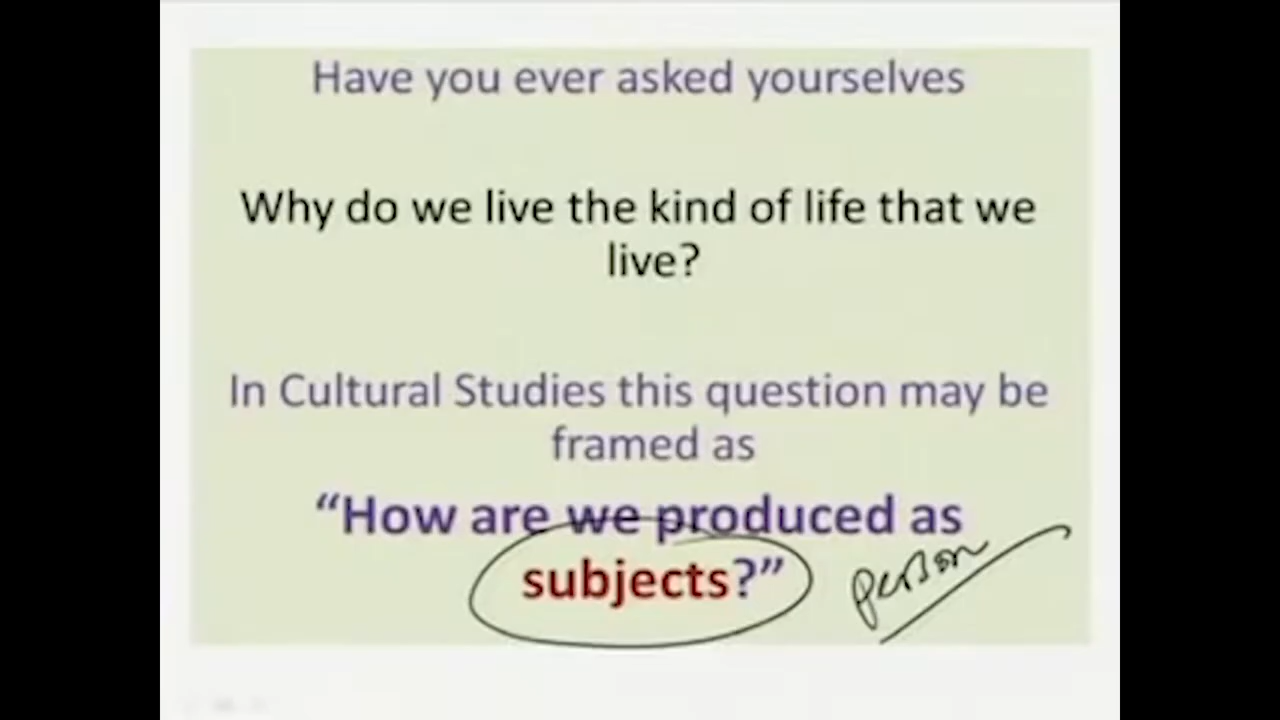 Have you ever asked yourselves
Why do we live the kind of life that we
live?
In Cultural Studies this question may be
framed as
“How are we produced as
subjects?”
person